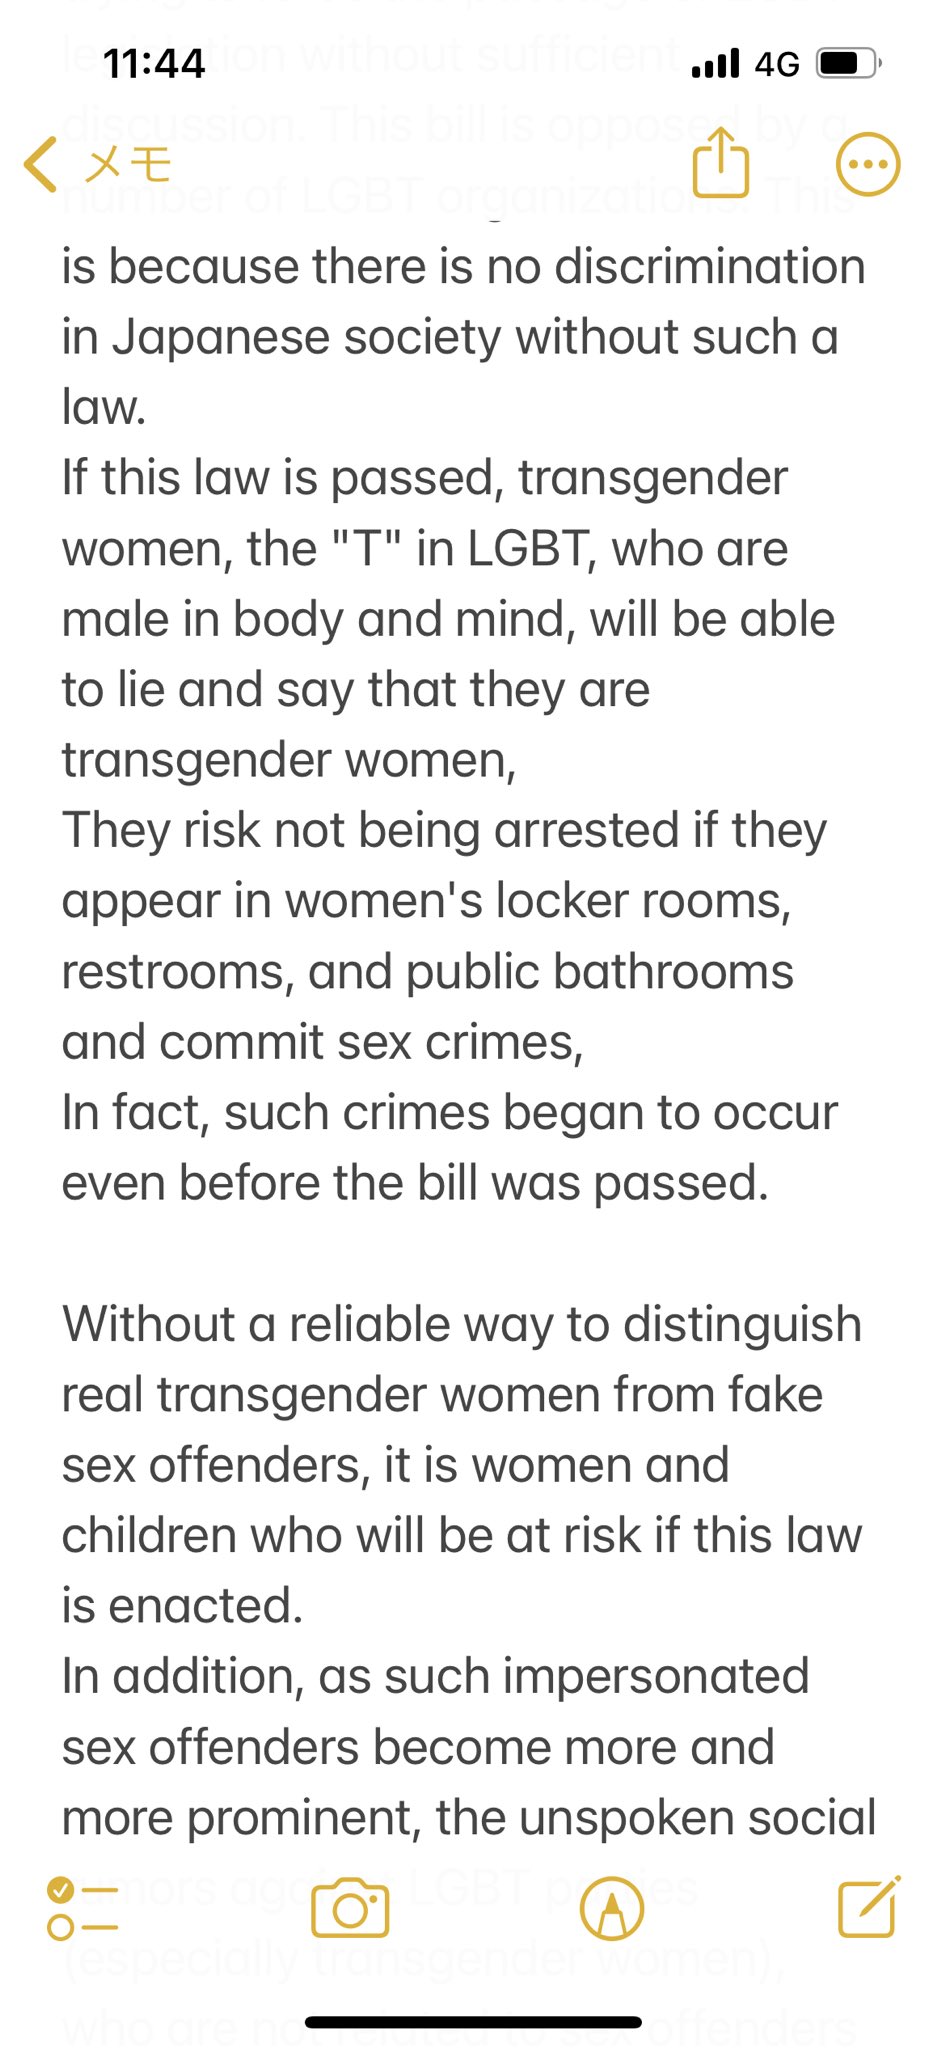 legislation without sufficient
11:44
4G
discussion. This bill is opposed by a
メモ
number of LGBT organizations. This
is because there is no discrimination
in Japanese society without such a
law.
If this law is passed, transgender
women, the "T" in LGBT, who are
male in body and mind, will be able
to lie and say that they are
transgender women,
They risk not being arrested if they
appear in women's locker rooms,
restrooms, and public bathrooms
and commit sex crimes,
In fact, such crimes began to occur
even before the bill was passed.
Without a reliable way to distinguish
real transgender women from fake
sex offenders, it is women and
children who will be at risk if this law
is enacted.
In addition, as such impersonated
sex offenders become more and
more prominent, the unspoken social
rumors against LGBT parties
(especially transgender women),
who are not related to sex offenders